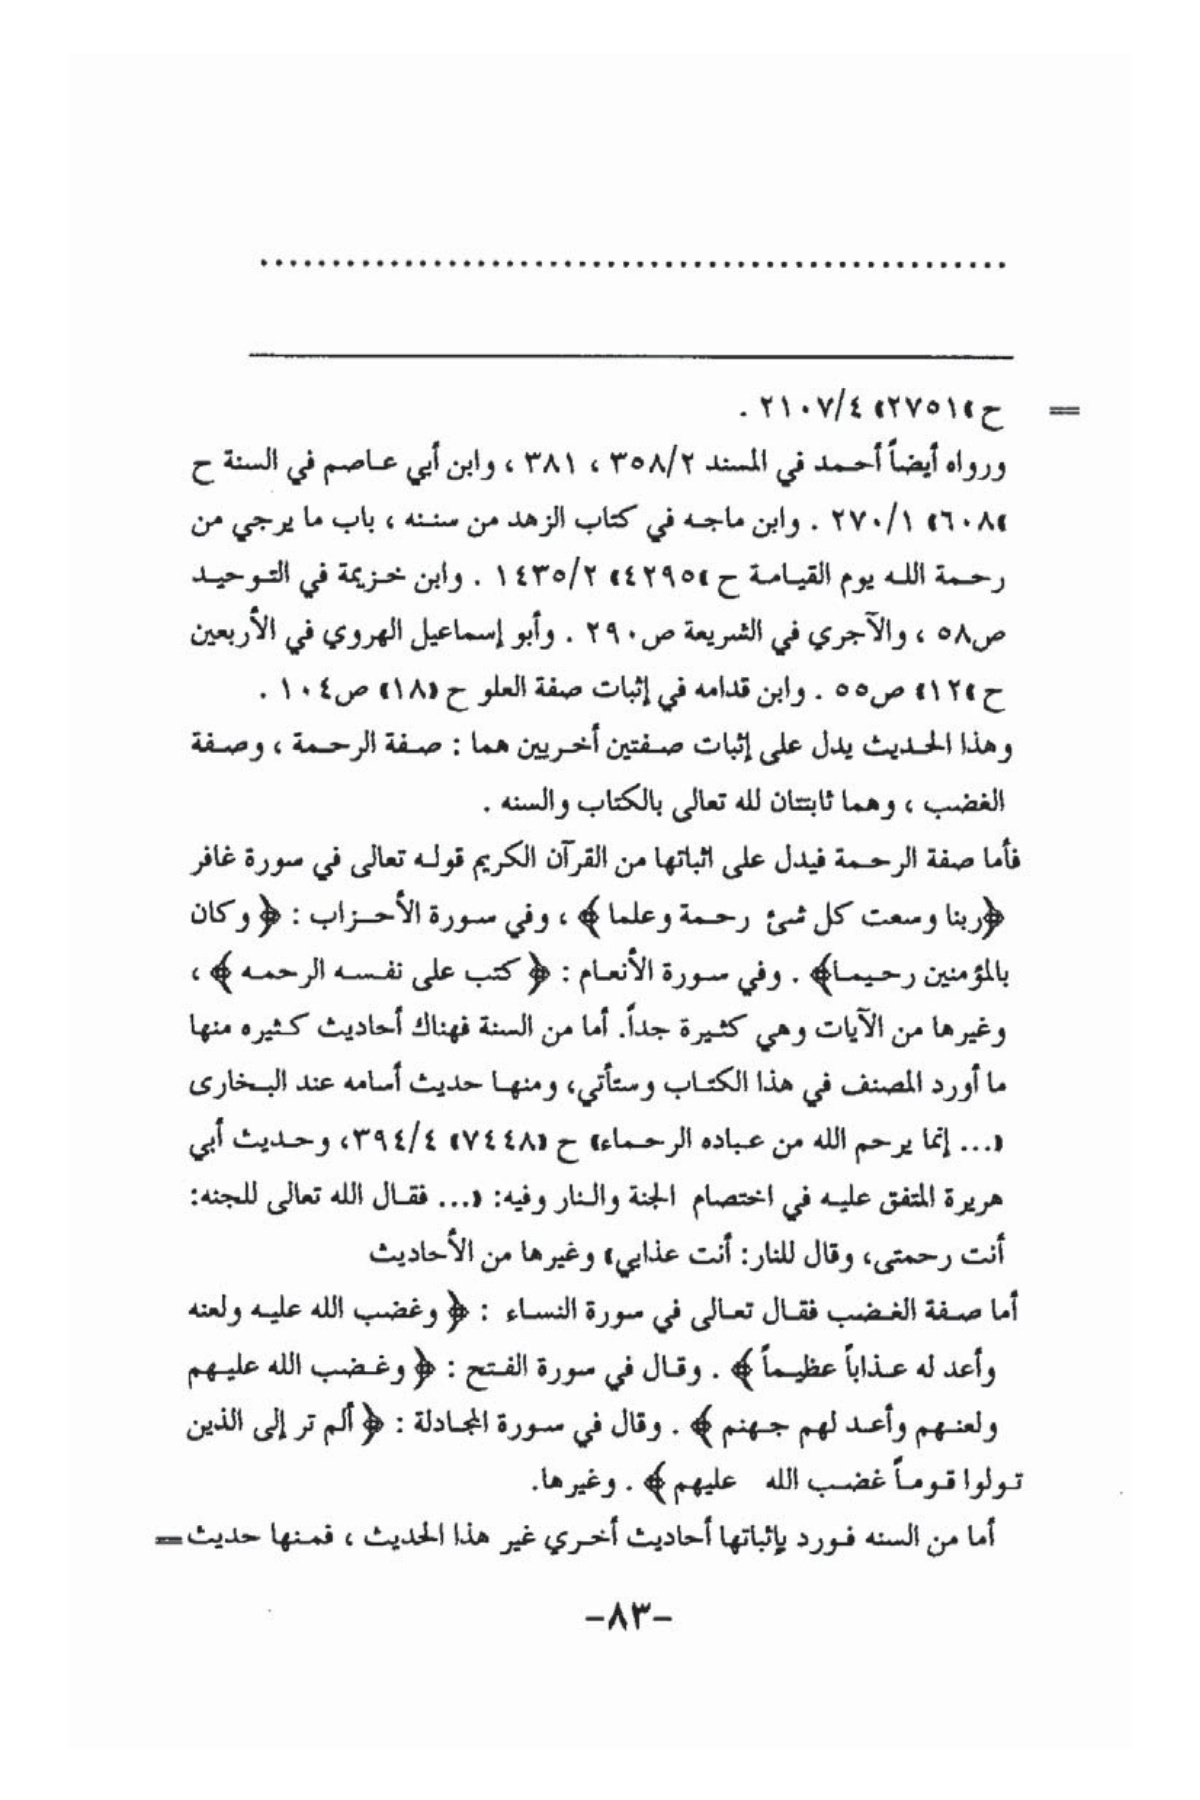 ..................................................
= ح «٢٧٥١» ٢١٠٧/٤ .
ورواه أيضاً أحمد في المسند ٣٥٨/٢ ، ٣٨١ ، وابن أبي عاصم في السنة ح
«٦٠٨» ٢٧٠/١ . وابن ماجه في كتاب الزهد من سننه ، باب ما يرجي من
رحمة الله يوم القيامة ح «٤٢٩٥» ١٤٣٥/٢ . وابن خزيمة في التوحيد
ص٥٨ ، والآجري في الشريعة ص٢٩٠ . وأبو إسماعيل الهروي في الأربعين
ح «١٢» ص٥٥ . وابن قدامه في إثبات صفة العلو ح «١٨» ص١٠٤ .
وهذا الحديث يدل على إثبات صفتين أخريين هما : صفة الرحمة ، وصفة
الغضب ، وهما ثابتتان لله تعالى بالكتاب والسنه .
فأما صفة الرحمة فيدل على اثباتها من القرآن الكريم قوله تعالى في سورة غافر
﴿ربنا وسعت كل شئ رحمة وعلما ﴾ ، وفي سورة الأحزاب : ﴿ وكان
بالمؤمنين رحيما﴾ . وفي سورة الأنعام : ﴿ كتب على نفسه الرحمه ﴾ ،
وغيرها من الآيات وهي كثيرة جداً. أما من السنة فهناك أحاديث كثيره منها
ما أورد المصنف في هذا الكتاب وستأتي، ومنها حديث أسامه عند البخارى
«... إنما يرحم الله من عباده الرحماء» ح «٧٤٤٨» ٣٩٤/٤، وحديث أبي
هريرة المتفق عليه في اختصام الجنة والنار وفيه: «... فقال الله تعالى للجنه:
أنت رحمتى، وقال للنار: أنت عذابي» وغيرها من الأحاديث
أما صفة الغضب فقال تعالى في سورة النساء : ﴿ وغضب الله عليه ولعنه
وأعد له عذاباً عظيماً ﴾ . وقال في سورة الفتح : ﴿ وغضب الله عليهم
ولعنهم وأعد لهم جهنم ﴾ . وقال في سورة المجادلة : ﴿ ألم تر إلى الذين
تولوا قوماً غضب الله عليهم ﴾ . وغيرها.
أما من السنه فورد بإثباتها أحاديث أخري غير هذا الحديث ، فمنها حديث =
-٨٣-